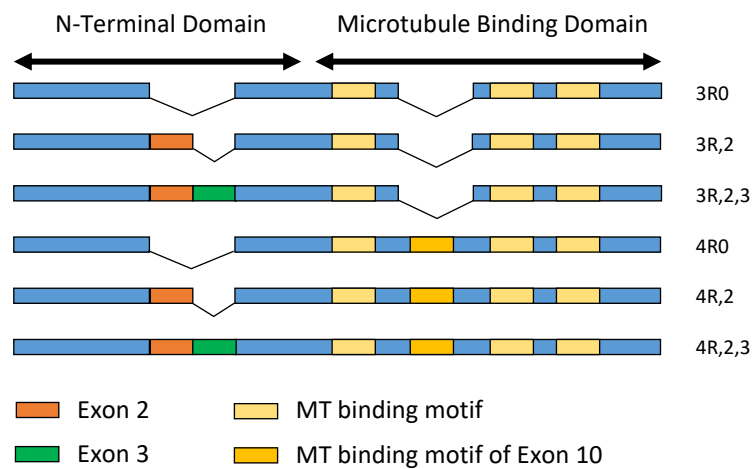 N-Terminal Domain
Microtubule Binding Domain
3R0
3R,2
3R,2,3
4R0
4R,2
4R,2,3
Exon 2
MT binding motif
Exon 3
MT binding motif of Exon 10